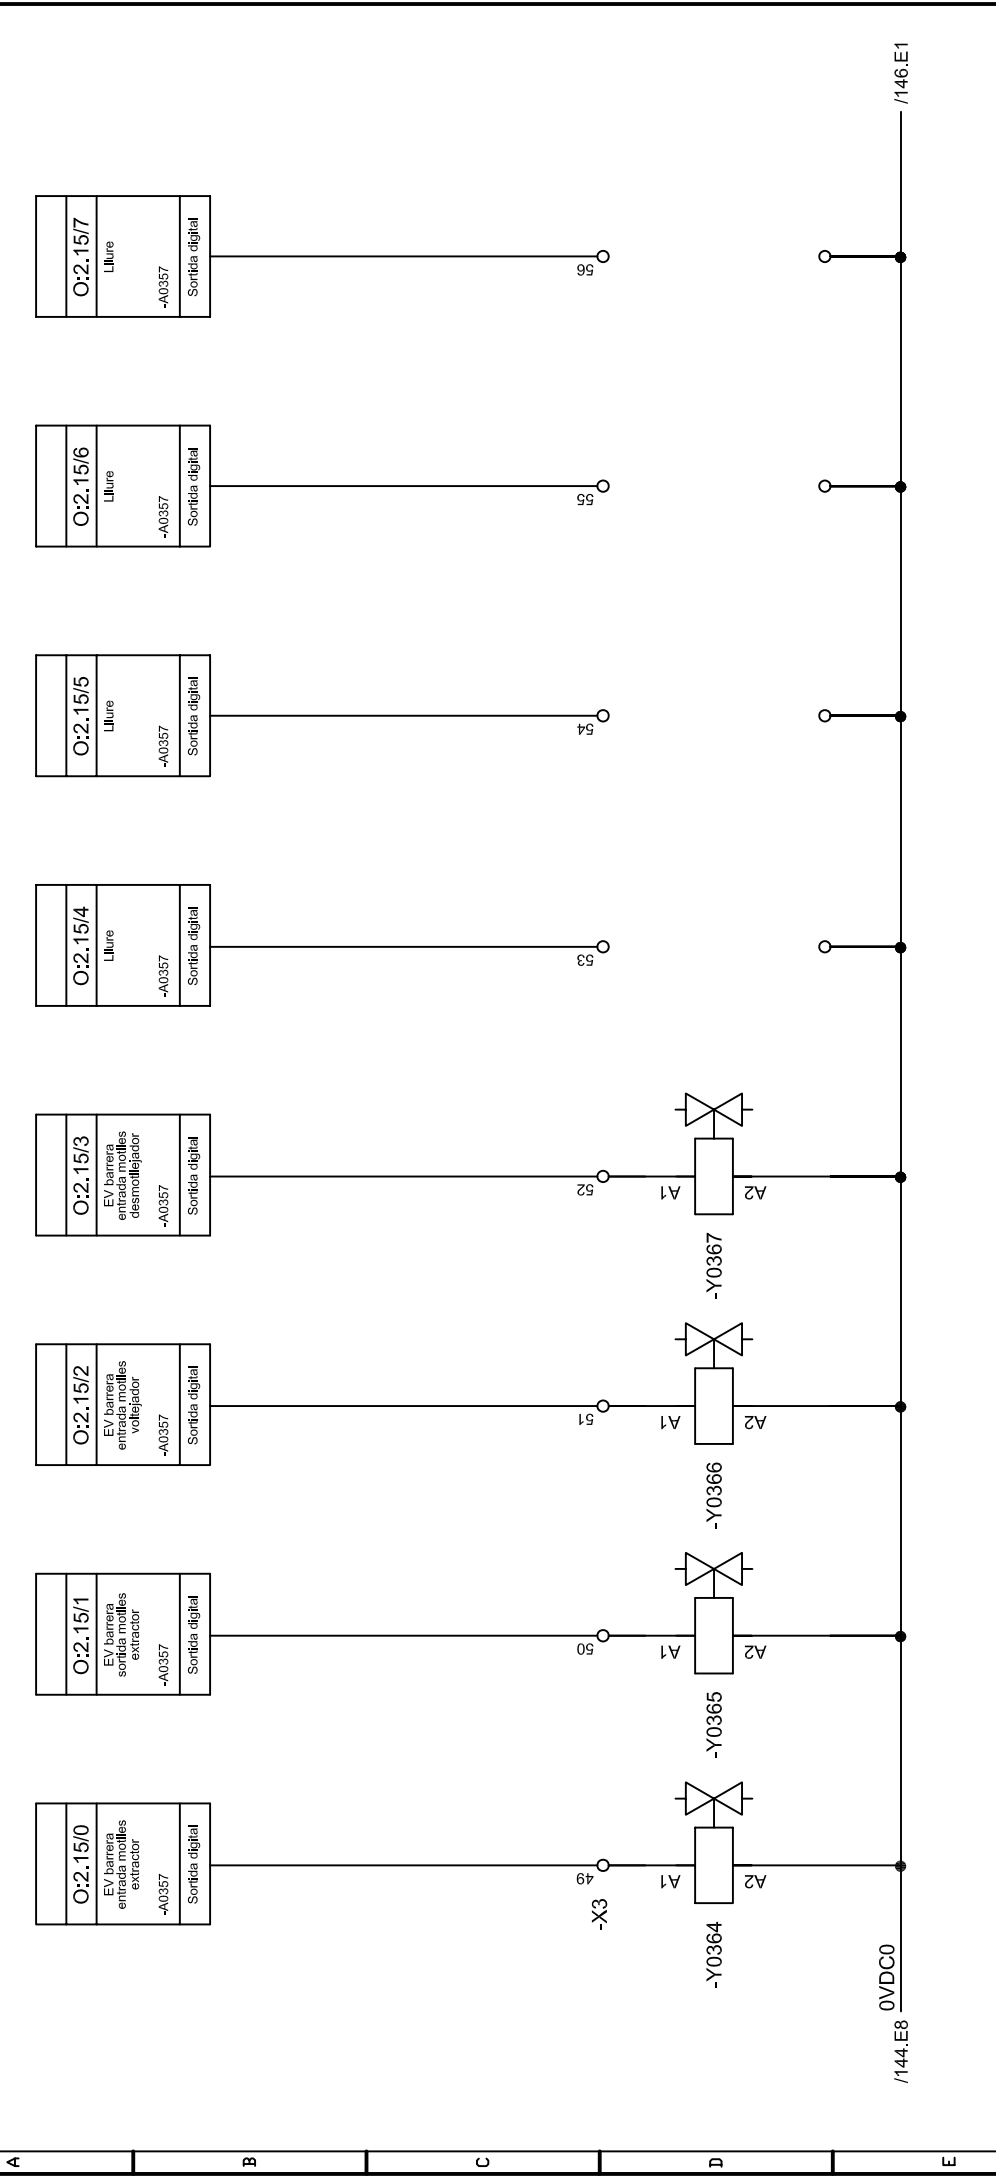 O:2.15/0
EV barrera
entrada motlles
extractor
-A0357
Sortida digital
O:2.15/1
EV barrera
sortida motlles
extractor
-A0357
Sortida digital
O:2.15/2
EV barrera
entrada motlles
voltejador
-A0357
Sortida digital
O:2.15/3
EV barrera
entrada motlles
desmotllejador
-A0357
Sortida digital
O:2.15/4
Lliure
-A0357
Sortida digital
O:2.15/5
Lliure
-A0357
Sortida digital
O:2.15/6
Lliure
-A0357
Sortida digital
O:2.15/7
Lliure
-A0357
Sortida digital
-X3
49
50
51
52
53
54
55
56
-Y0364
A1
A2
-Y0365
A1
A2
-Y0366
A1
A2
-Y0367
A1
A2
/144.E8
0VDC0
/146.E1
A
B
C
D
E